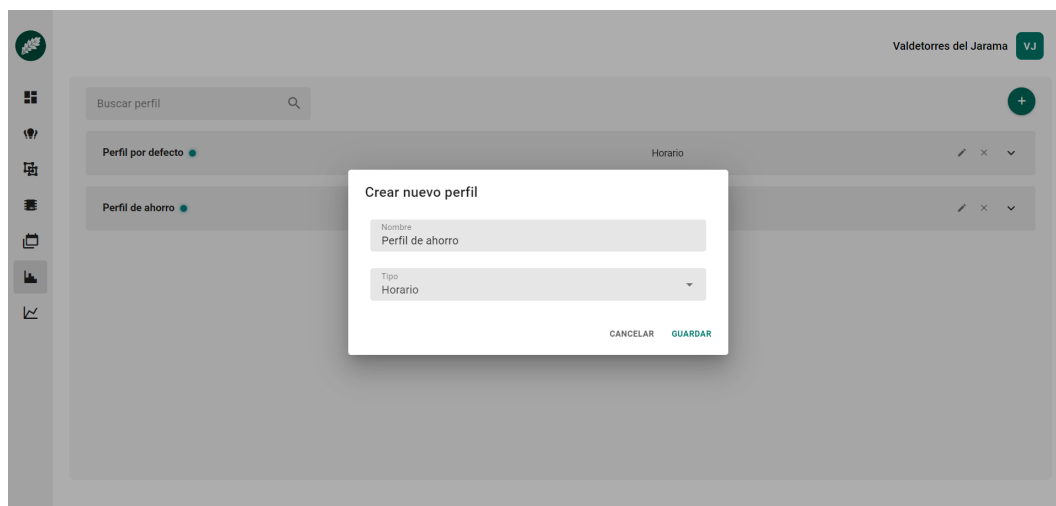 Valdetorres del Jarama VJ
Buscar perfil
Perfil por defecto Horario
Perfil de ahorro
Crear nuevo perfil
Nombre
Perfil de ahorro
Tipo
Horario
CANCELAR GUARDAR